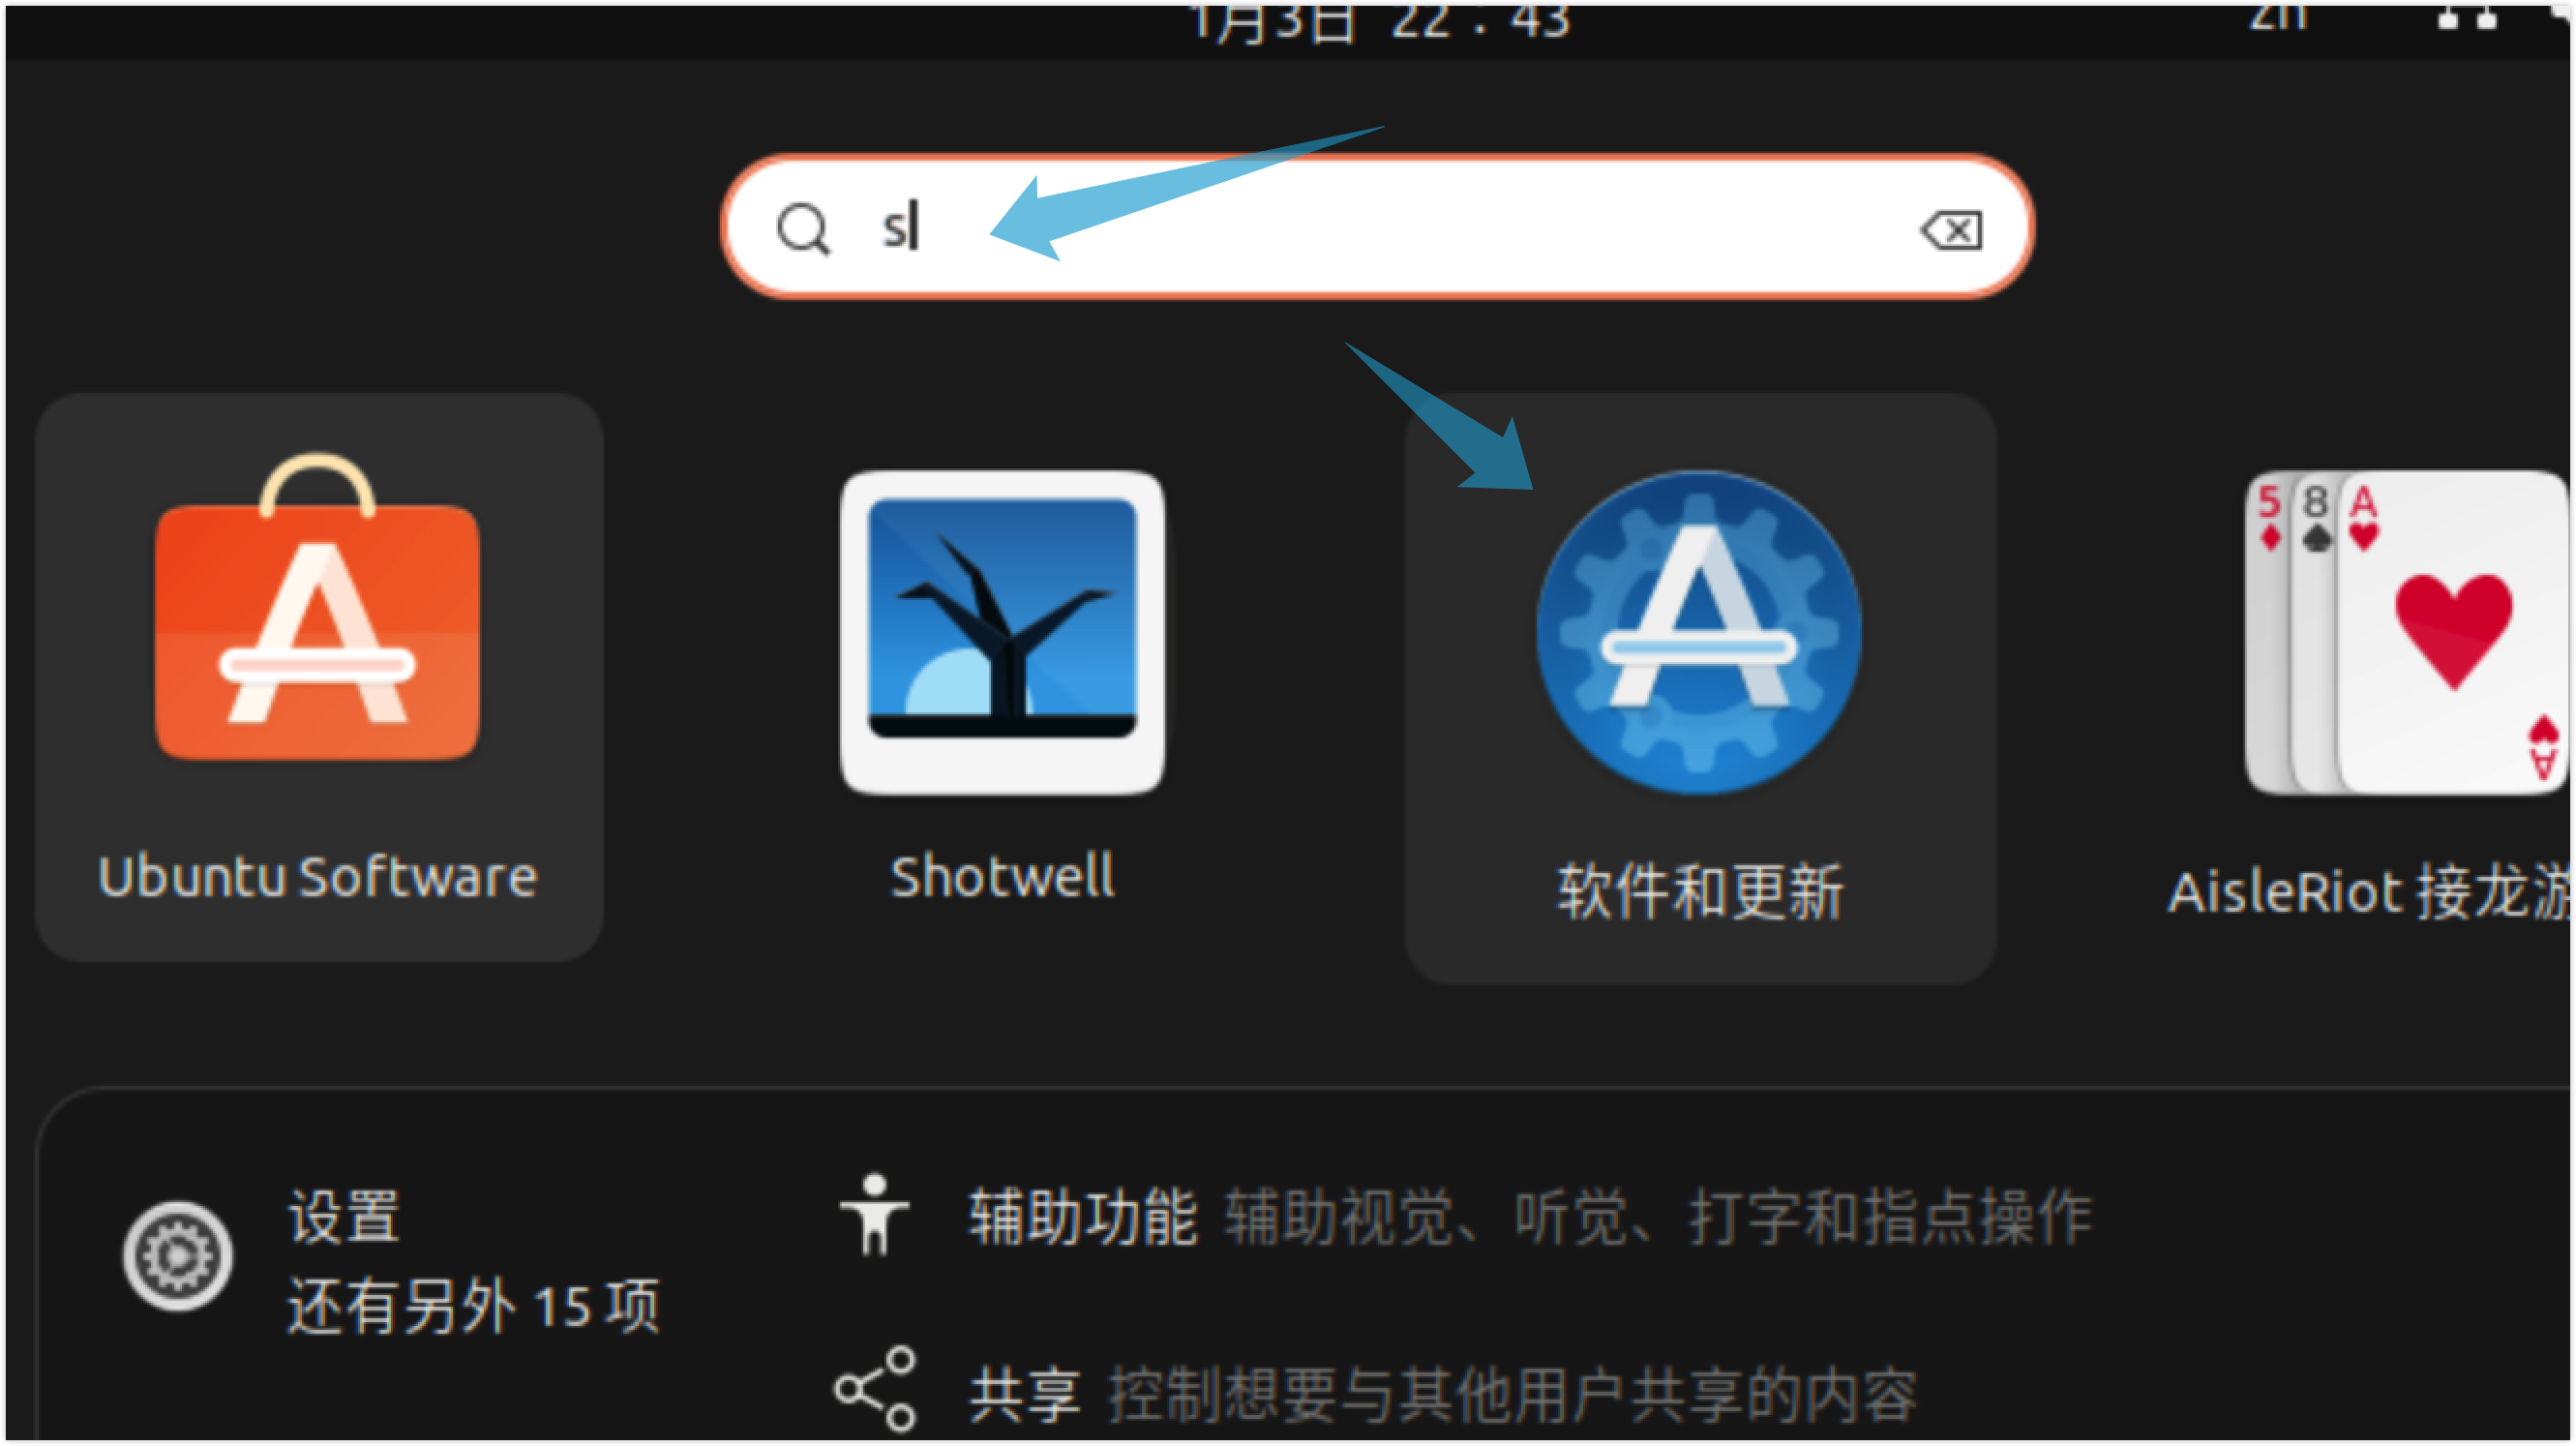 1月3日 22：43
zh
s
Ubuntu Software
Shotwell
软件和更新
5 8 A
A
AisleRiot 接龙游
设置
还有另外 15 项
辅助功能 辅助视觉、听觉、打字和指点操作
共享 控制想要与其他用户共享的内容